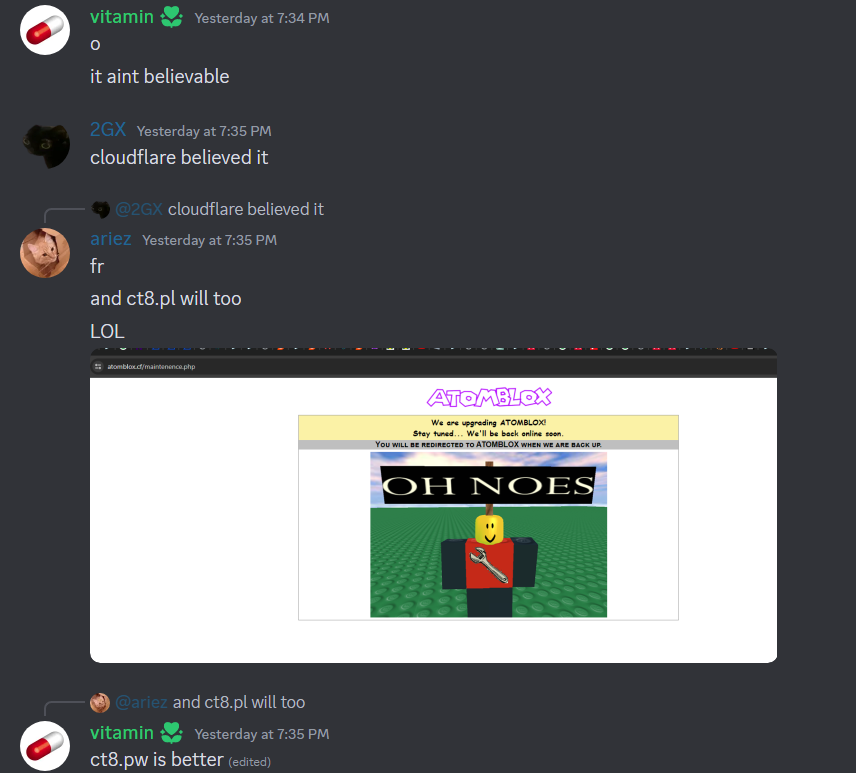 vitamin Yesterday at 7:34 PM
o
it aint believable
2GX Yesterday at 7:35 PM
cloudflare believed it
@2GX cloudflare believed it
ariez Yesterday at 7:35 PM
fr
and ct8.pl will too
LOL
atomblox.cf/maintenence.php
ATOMBLOX
We are upgrading ATOMBLOX!
Stay tuned... We'll be back online soon.
YOU WILL BE REDIRECTED TO ATOMBLOX WHEN WE ARE BACK UP.
OH NOES
@ariez and ct8.pl will too
vitamin Yesterday at 7:35 PM
ct8.pw is better (edited)